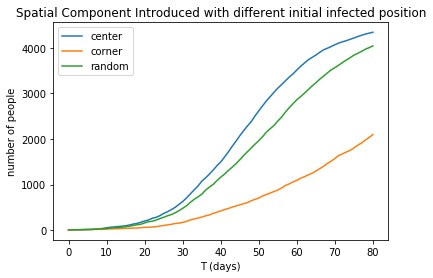 Spatial Component Introduced with different initial infected position
center
corner
random
number of people
4000
3000
2000
1000
0
0 10 20 30 40 50 60 70 80
T (days)